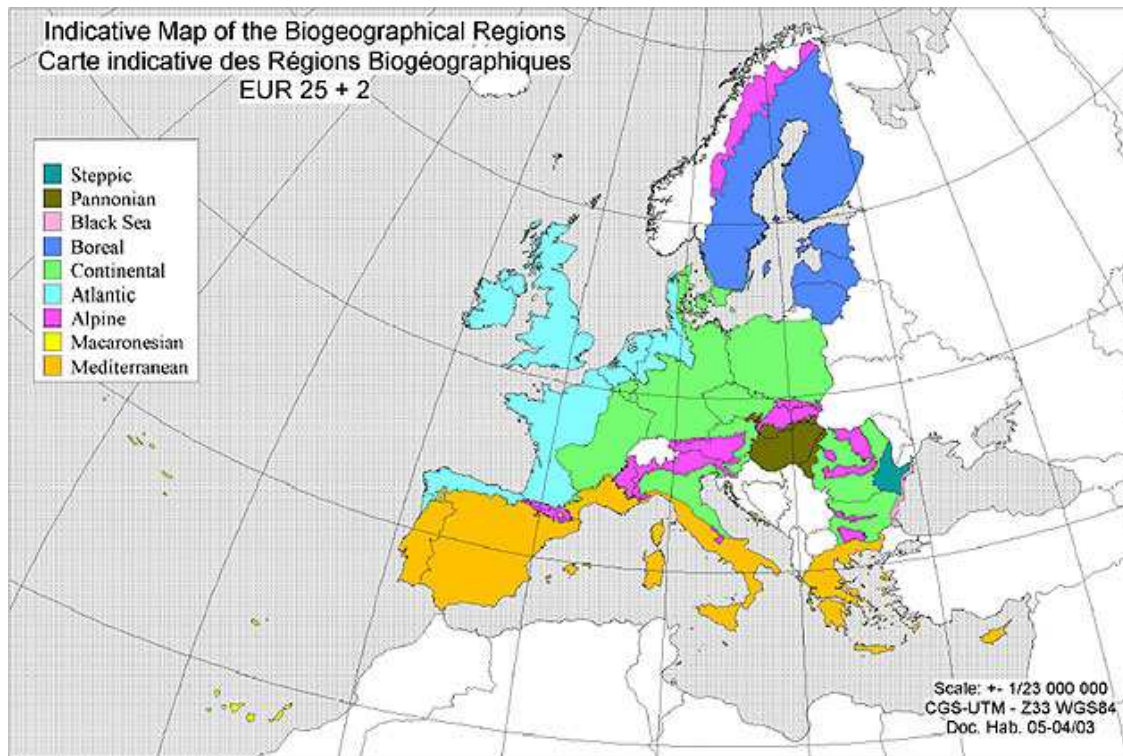 Indicative Map of the Biogeographical Regions
Carte indicative des Régions Biogéographiques
EUR 25 + 2
Steppic
Pannonian
Black Sea
Boreal
Continental
Atlantic
Alpine
Macaronesian
Mediterranean
Scale: +- 1/23 000 000
CGS-UTM - Z33 WGS84
Doc. Hab. 05-04/03